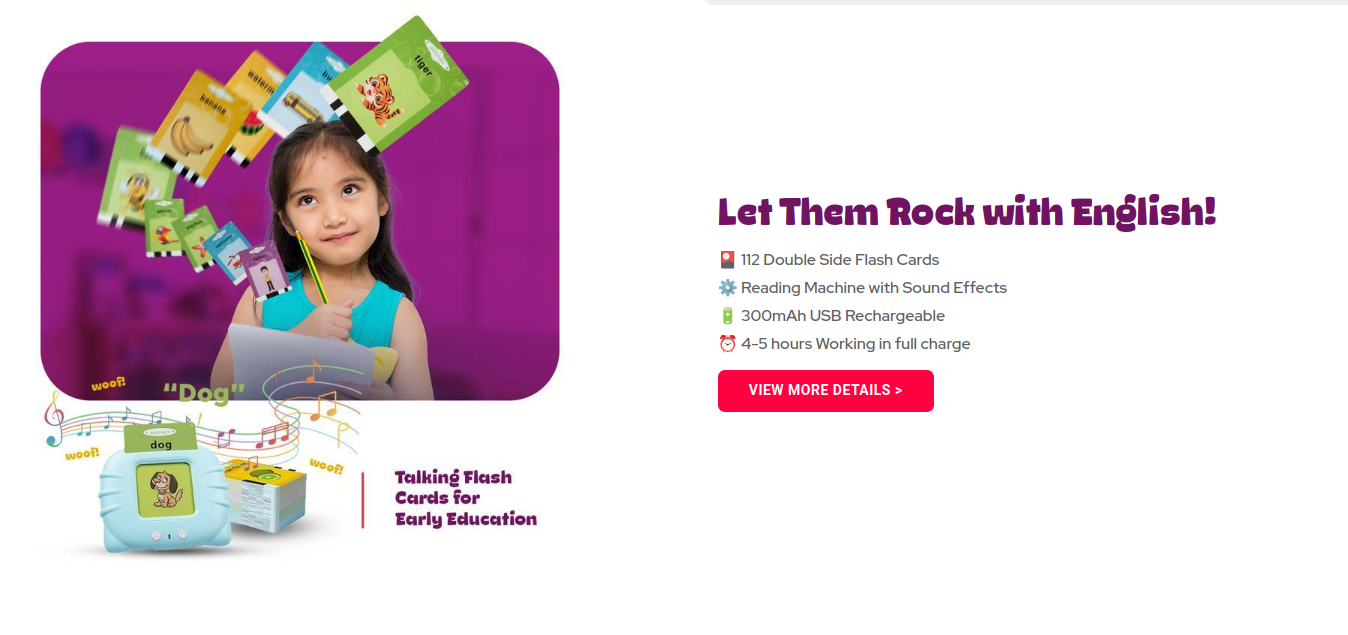 tiger
banana
woof!
"Dog"
woof!
animals
dog
woof!
Talking Flash
Cards for
Early Education
Let Them Rock with English!
112 Double Side Flash Cards
Reading Machine with Sound Effects
300mAh USB Rechargeable
4-5 hours Working in full charge
VIEW MORE DETAILS >